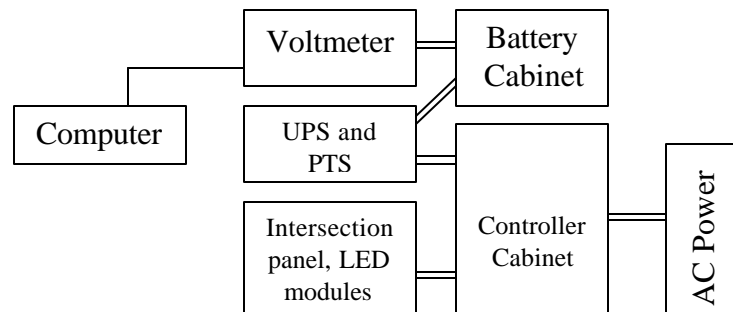 Voltmeter
Battery
Cabinet
Computer
UPS and
PTS
Intersection
panel, LED
modules
Controller
Cabinet
AC Power